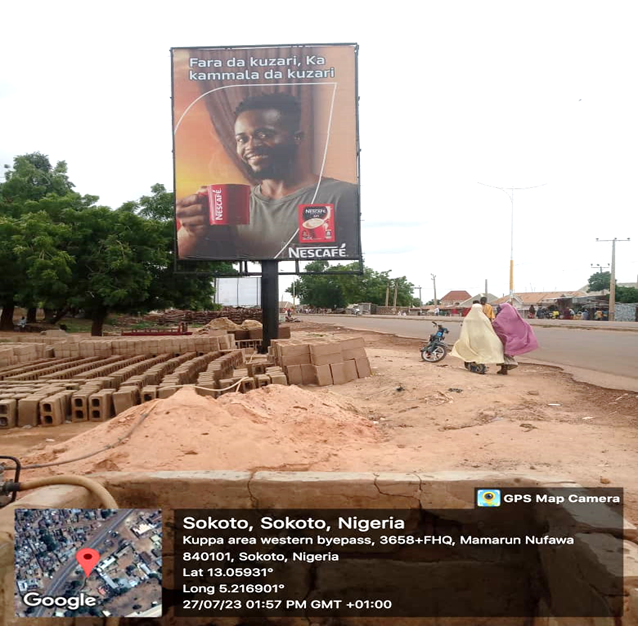 Fara da kuzari, Ka
kammala da kuzari
NESCAFÉ.
NESCAFÉ
NESCAFÉ.
GPS Map Camera
Sokoto, Sokoto, Nigeria
Kuppa area western byepass, 3658+FHQ, Mamarun Nufawa
840101, Sokoto, Nigeria
Lat 13.05931°
Long 5.216901°
27/07/23 01:57 PM GMT +01:00
Google